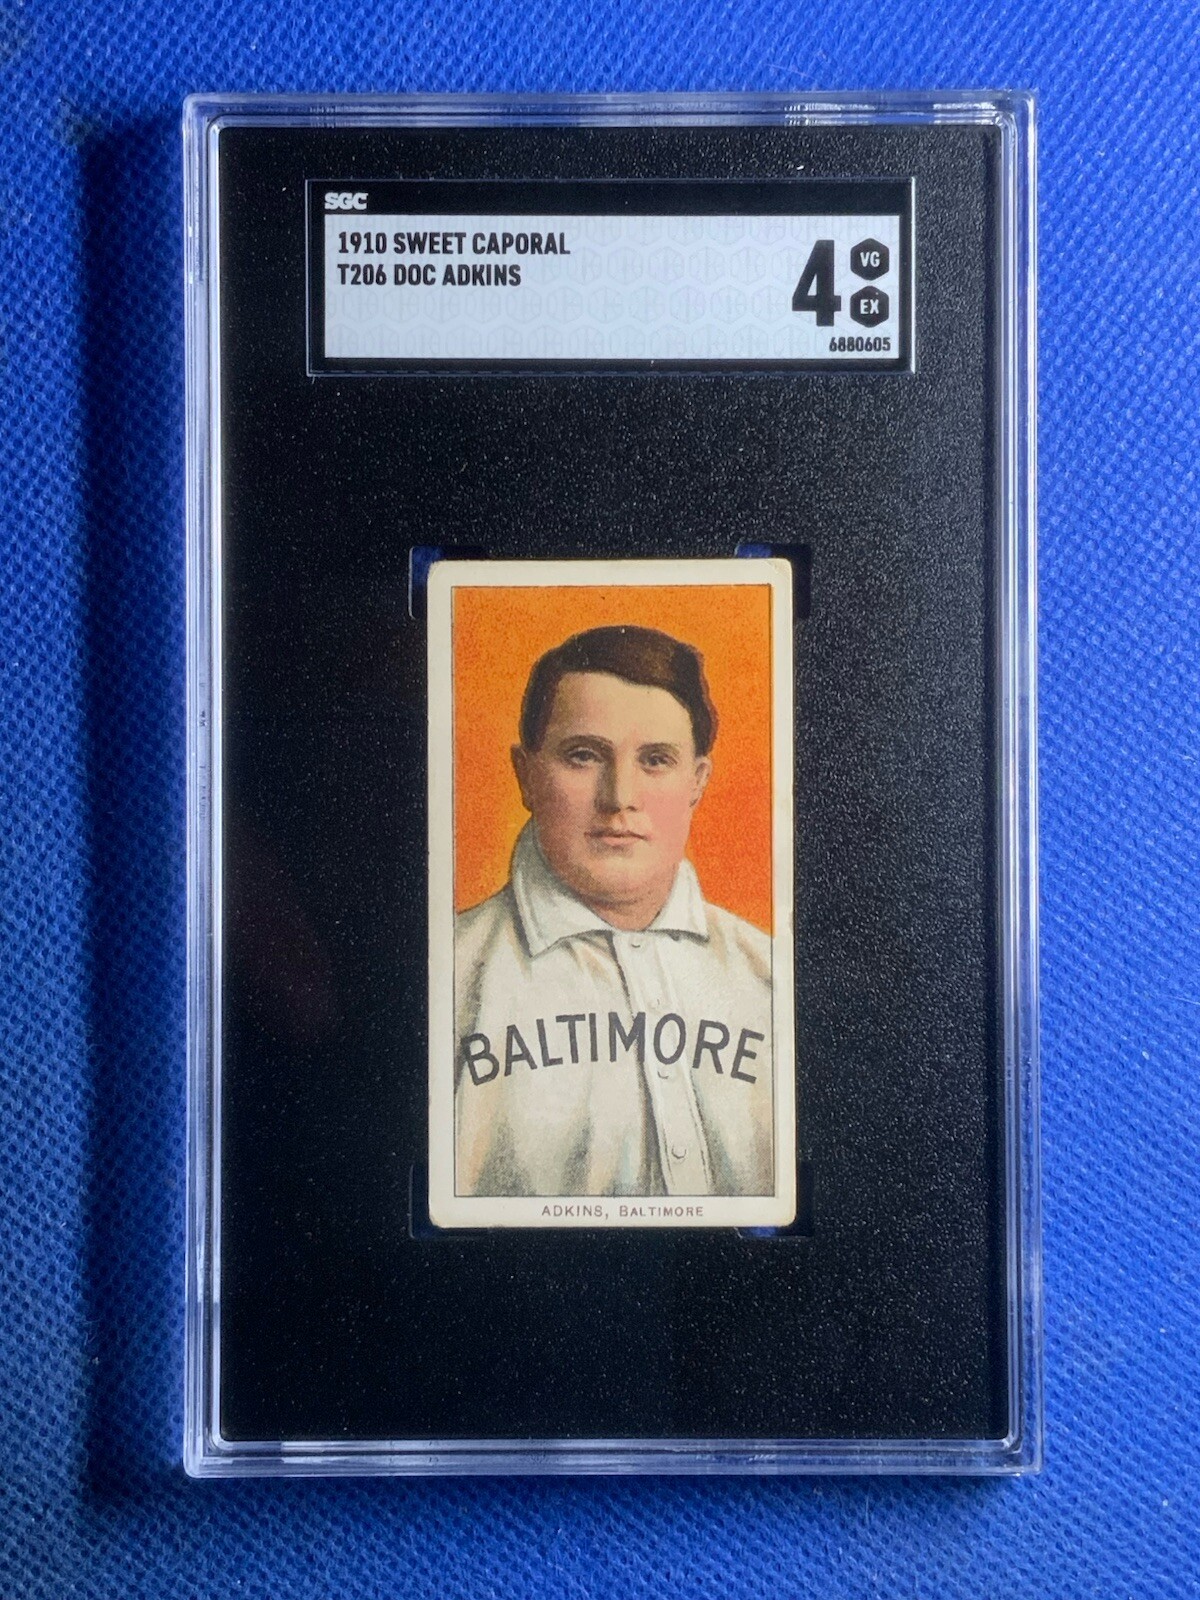 SGC
1910 SWEET CAPORAL
T206 DOC ADKINS
4
VG
EX
6880605
BALTIMORE
ADKINS, BALTIMORE